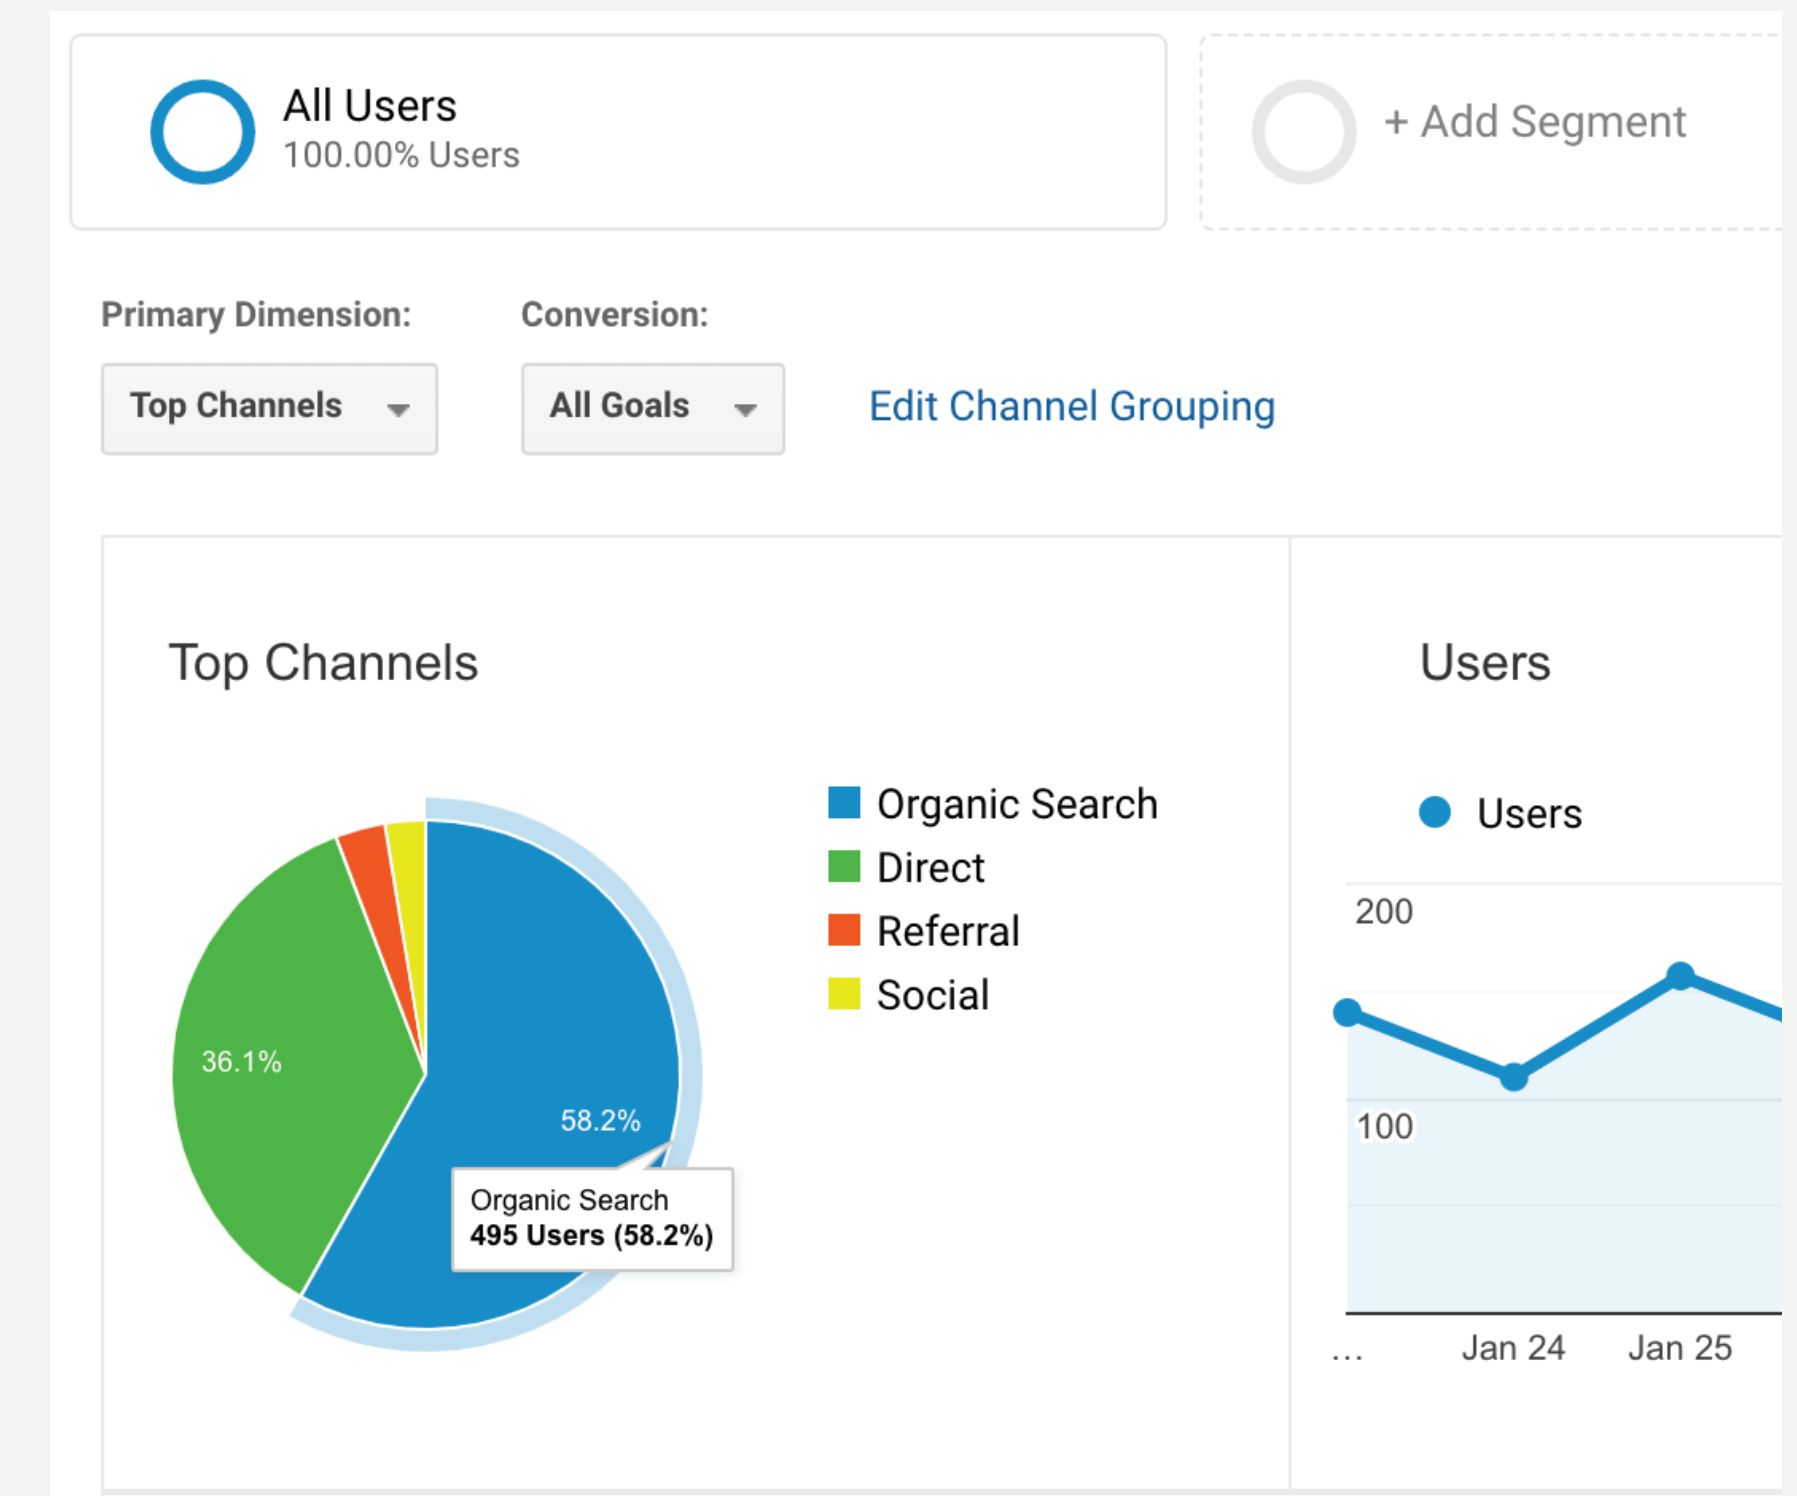 All Users
100.00% Users
+ Add Segment
Primary Dimension:
Conversion:
Top Channels
All Goals
Edit Channel Grouping
Top Channels
Organic Search
Direct
Referral
Social
36.1%
58.2%
Organic Search
495 Users (58.2%)
Users
Users
200
100
...
Jan 24
Jan 25